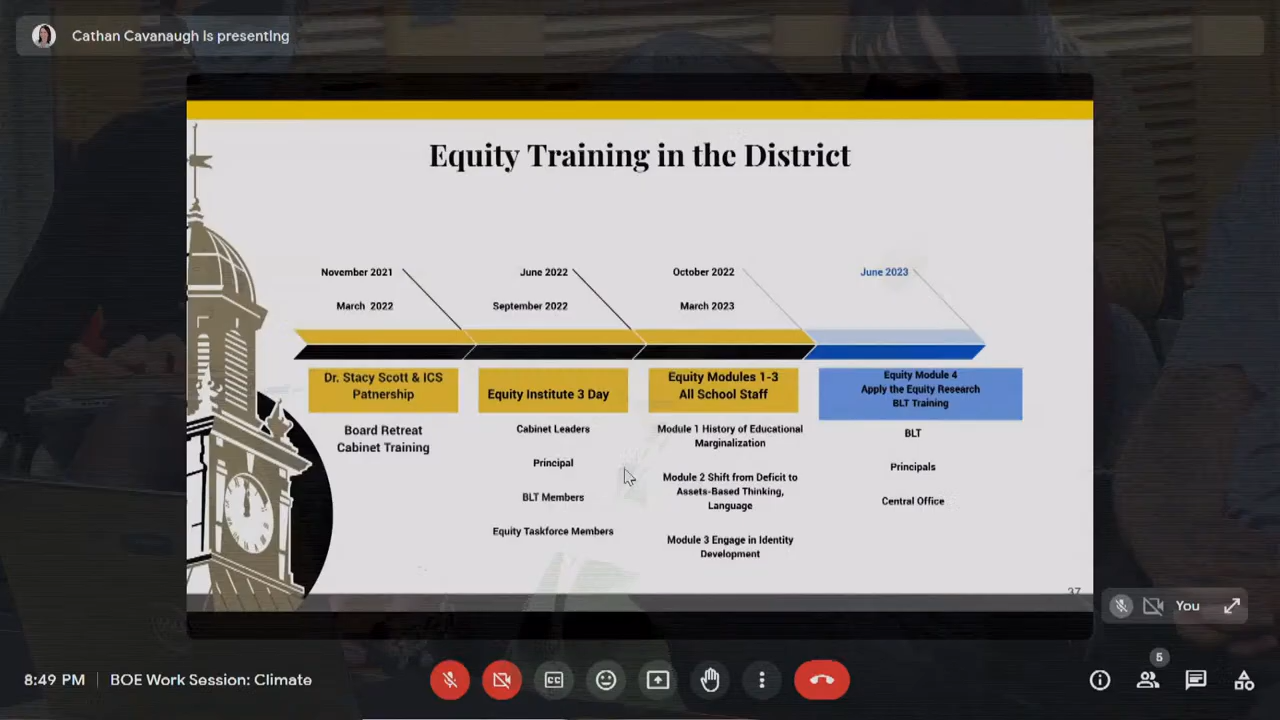 Cathan Cavanaugh is presenting
Equity Training in the District
November 2021
March 2022
June 2022
September 2022
October 2022
March 2023
June 2023
Dr. Stacy Scott & ICS
Patnership
Board Retreat
Cabinet Training
Equity Institute 3 Day
Cabinet Leaders
Principal
BLT Members
Equity Taskforce Members
Equity Modules 1-3
All School Staff
Module 1 History of Educational
Marginalization
Module 2 Shift from Deficit to
Assets-Based Thinking,
Language
Module 3 Engage in Identity
Development
Equity Module 4
Apply the Equity Research
BLT Training
BLT
Principals
Central Office
37
You
8:49 PM | BOE Work Session: Climate
CC
5